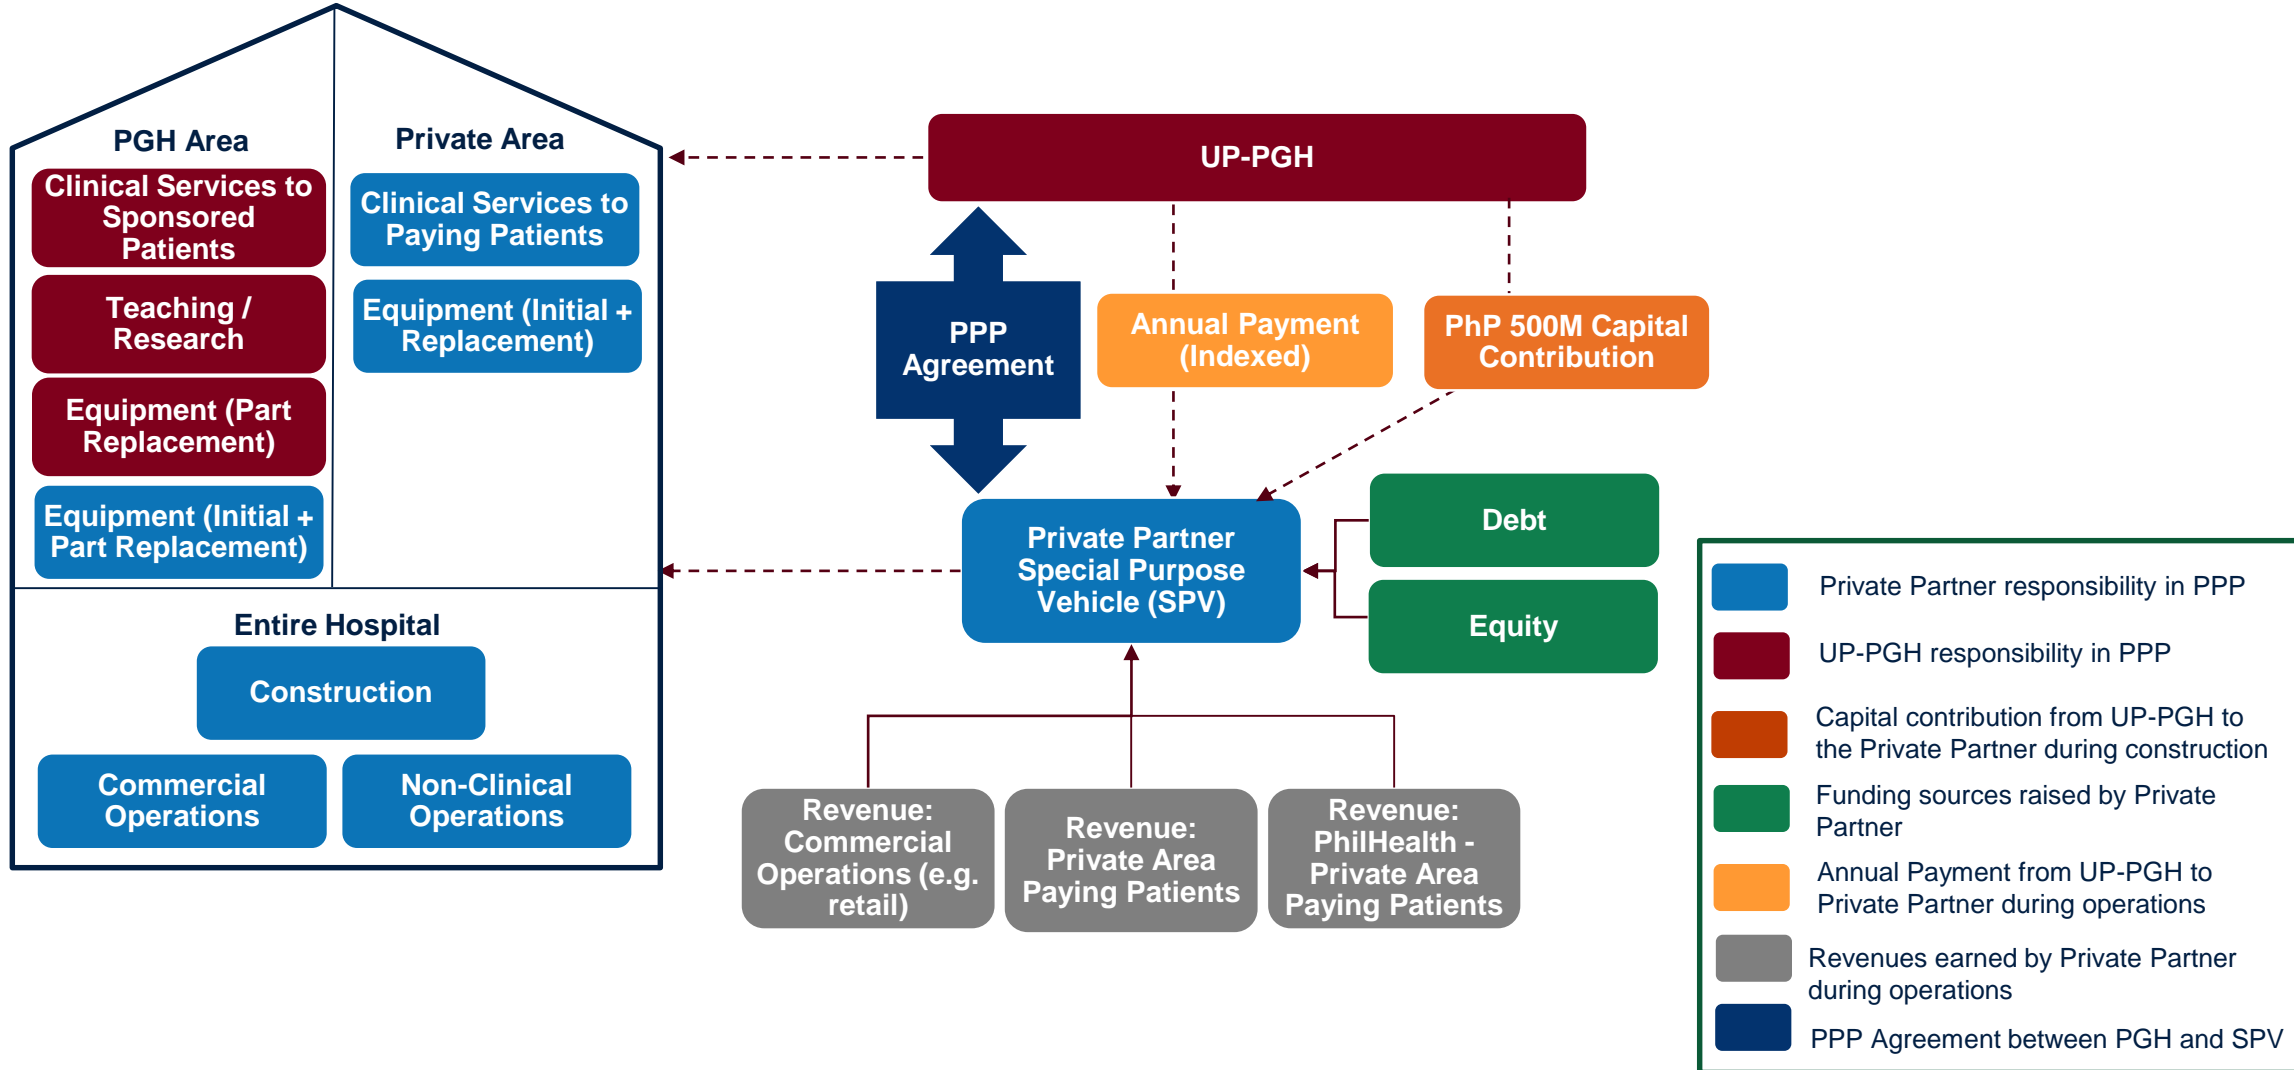 PGH Area
Clinical Services to
Sponsored
Patients
Teaching /
Research
Equipment (Part
Replacement)
Equipment (Initial +
Part Replacement)
Private Area
Clinical Services to
Paying Patients
Equipment (Initial +
Replacement)
Entire Hospital
Construction
Commercial
Operations
Non-Clinical
Operations
UP-PGH
PPP
Agreement
Annual Payment
(Indexed)
PhP 500M Capital
Contribution
Private Partner
Special Purpose
Vehicle (SPV)
Debt
Equity
Revenue:
Commercial
Operations (e.g.
retail)
Revenue:
Private Area
Paying Patients
Revenue:
PhilHealth -
Private Area
Paying Patients
Private Partner responsibility in PPP
UP-PGH responsibility in PPP
Capital contribution from UP-PGH to
the Private Partner during construction
Funding sources raised by Private
Partner
Annual Payment from UP-PGH to
Private Partner during operations
Revenues earned by Private Partner
during operations
PPP Agreement between PGH and SPV